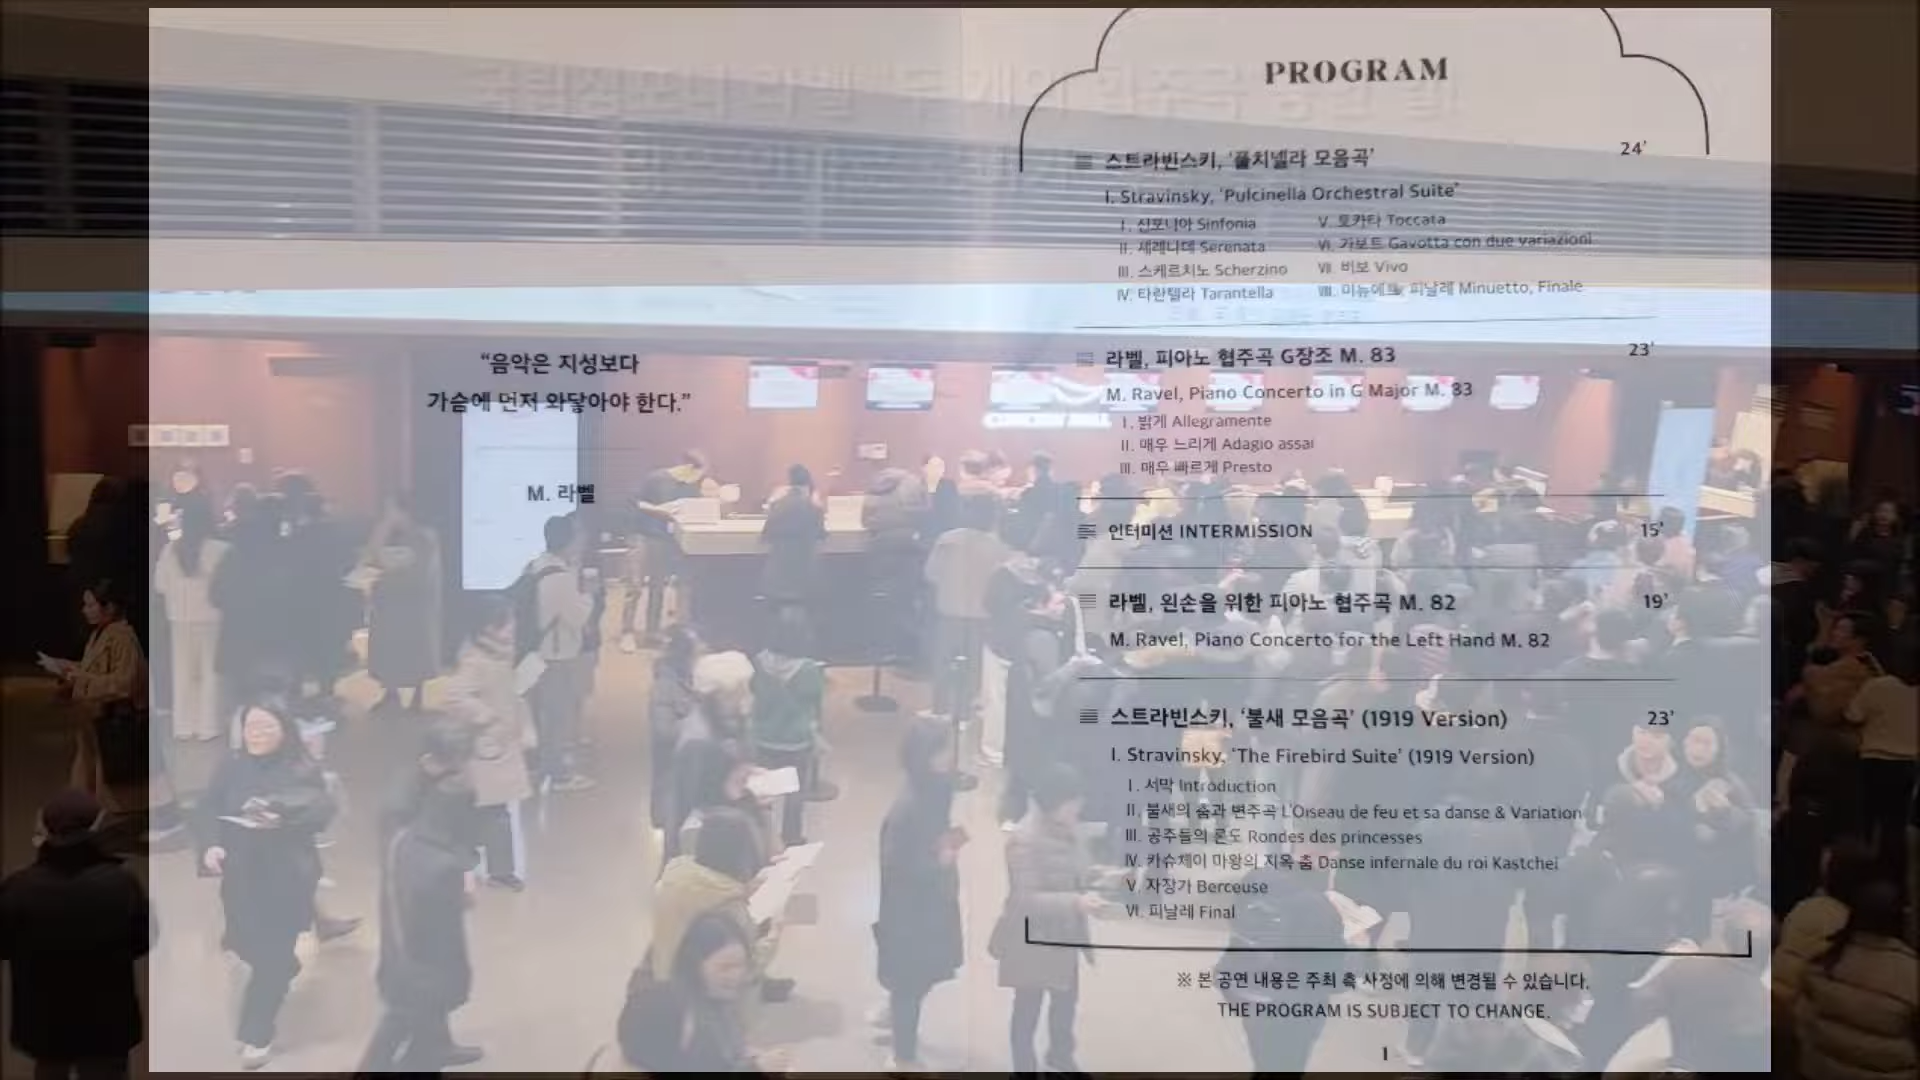 “음악은 지성보다
가슴에 먼저 와닿아야 한다.”
M. 라벨
PROGRAM
스트라빈스키, ‘풀치넬라 모음곡’ 24’
I. Stravinsky, ‘Pulcinella Orchestral Suite’
Ⅰ. 신포니아 Sinfonia
Ⅱ. 세레나데 Serenata
Ⅲ. 스케르치노 Scherzino
Ⅳ. 타란텔라 Tarantella
Ⅴ. 토카타 Toccata
Ⅵ. 가보트 Gavotta con due variazioni
Ⅶ. 비보 Vivo
Ⅷ. 미뉴에트, 피날레 Minuetto, Finale
라벨, 피아노 협주곡 G장조 M. 83 23’
M. Ravel, Piano Concerto in G Major M. 83
Ⅰ. 밝게 Allegramente
Ⅱ. 매우 느리게 Adagio assai
Ⅲ. 매우 빠르게 Presto
인터미션 INTERMISSION 15’
라벨, 왼손을 위한 피아노 협주곡 M. 82 19’
M. Ravel, Piano Concerto for the Left Hand M. 82
스트라빈스키, ‘불새 모음곡’ (1919 Version) 23’
I. Stravinsky, ‘The Firebird Suite’ (1919 Version)
Ⅰ. 서막 Introduction
Ⅱ. 불새의 춤과 변주곡 L’Oiseau de feu et sa danse & Variation
Ⅲ. 공주들의 론도 Rondes des princesses
Ⅳ. 카슈체이 마왕의 지옥 춤 Danse infernale du roi Kastchei
Ⅴ. 자장가 Berceuse
Ⅵ. 피날레 Final
※ 본 공연 내용은 주최 측 사정에 의해 변경될 수 있습니다.
THE PROGRAM IS SUBJECT TO CHANGE.
1